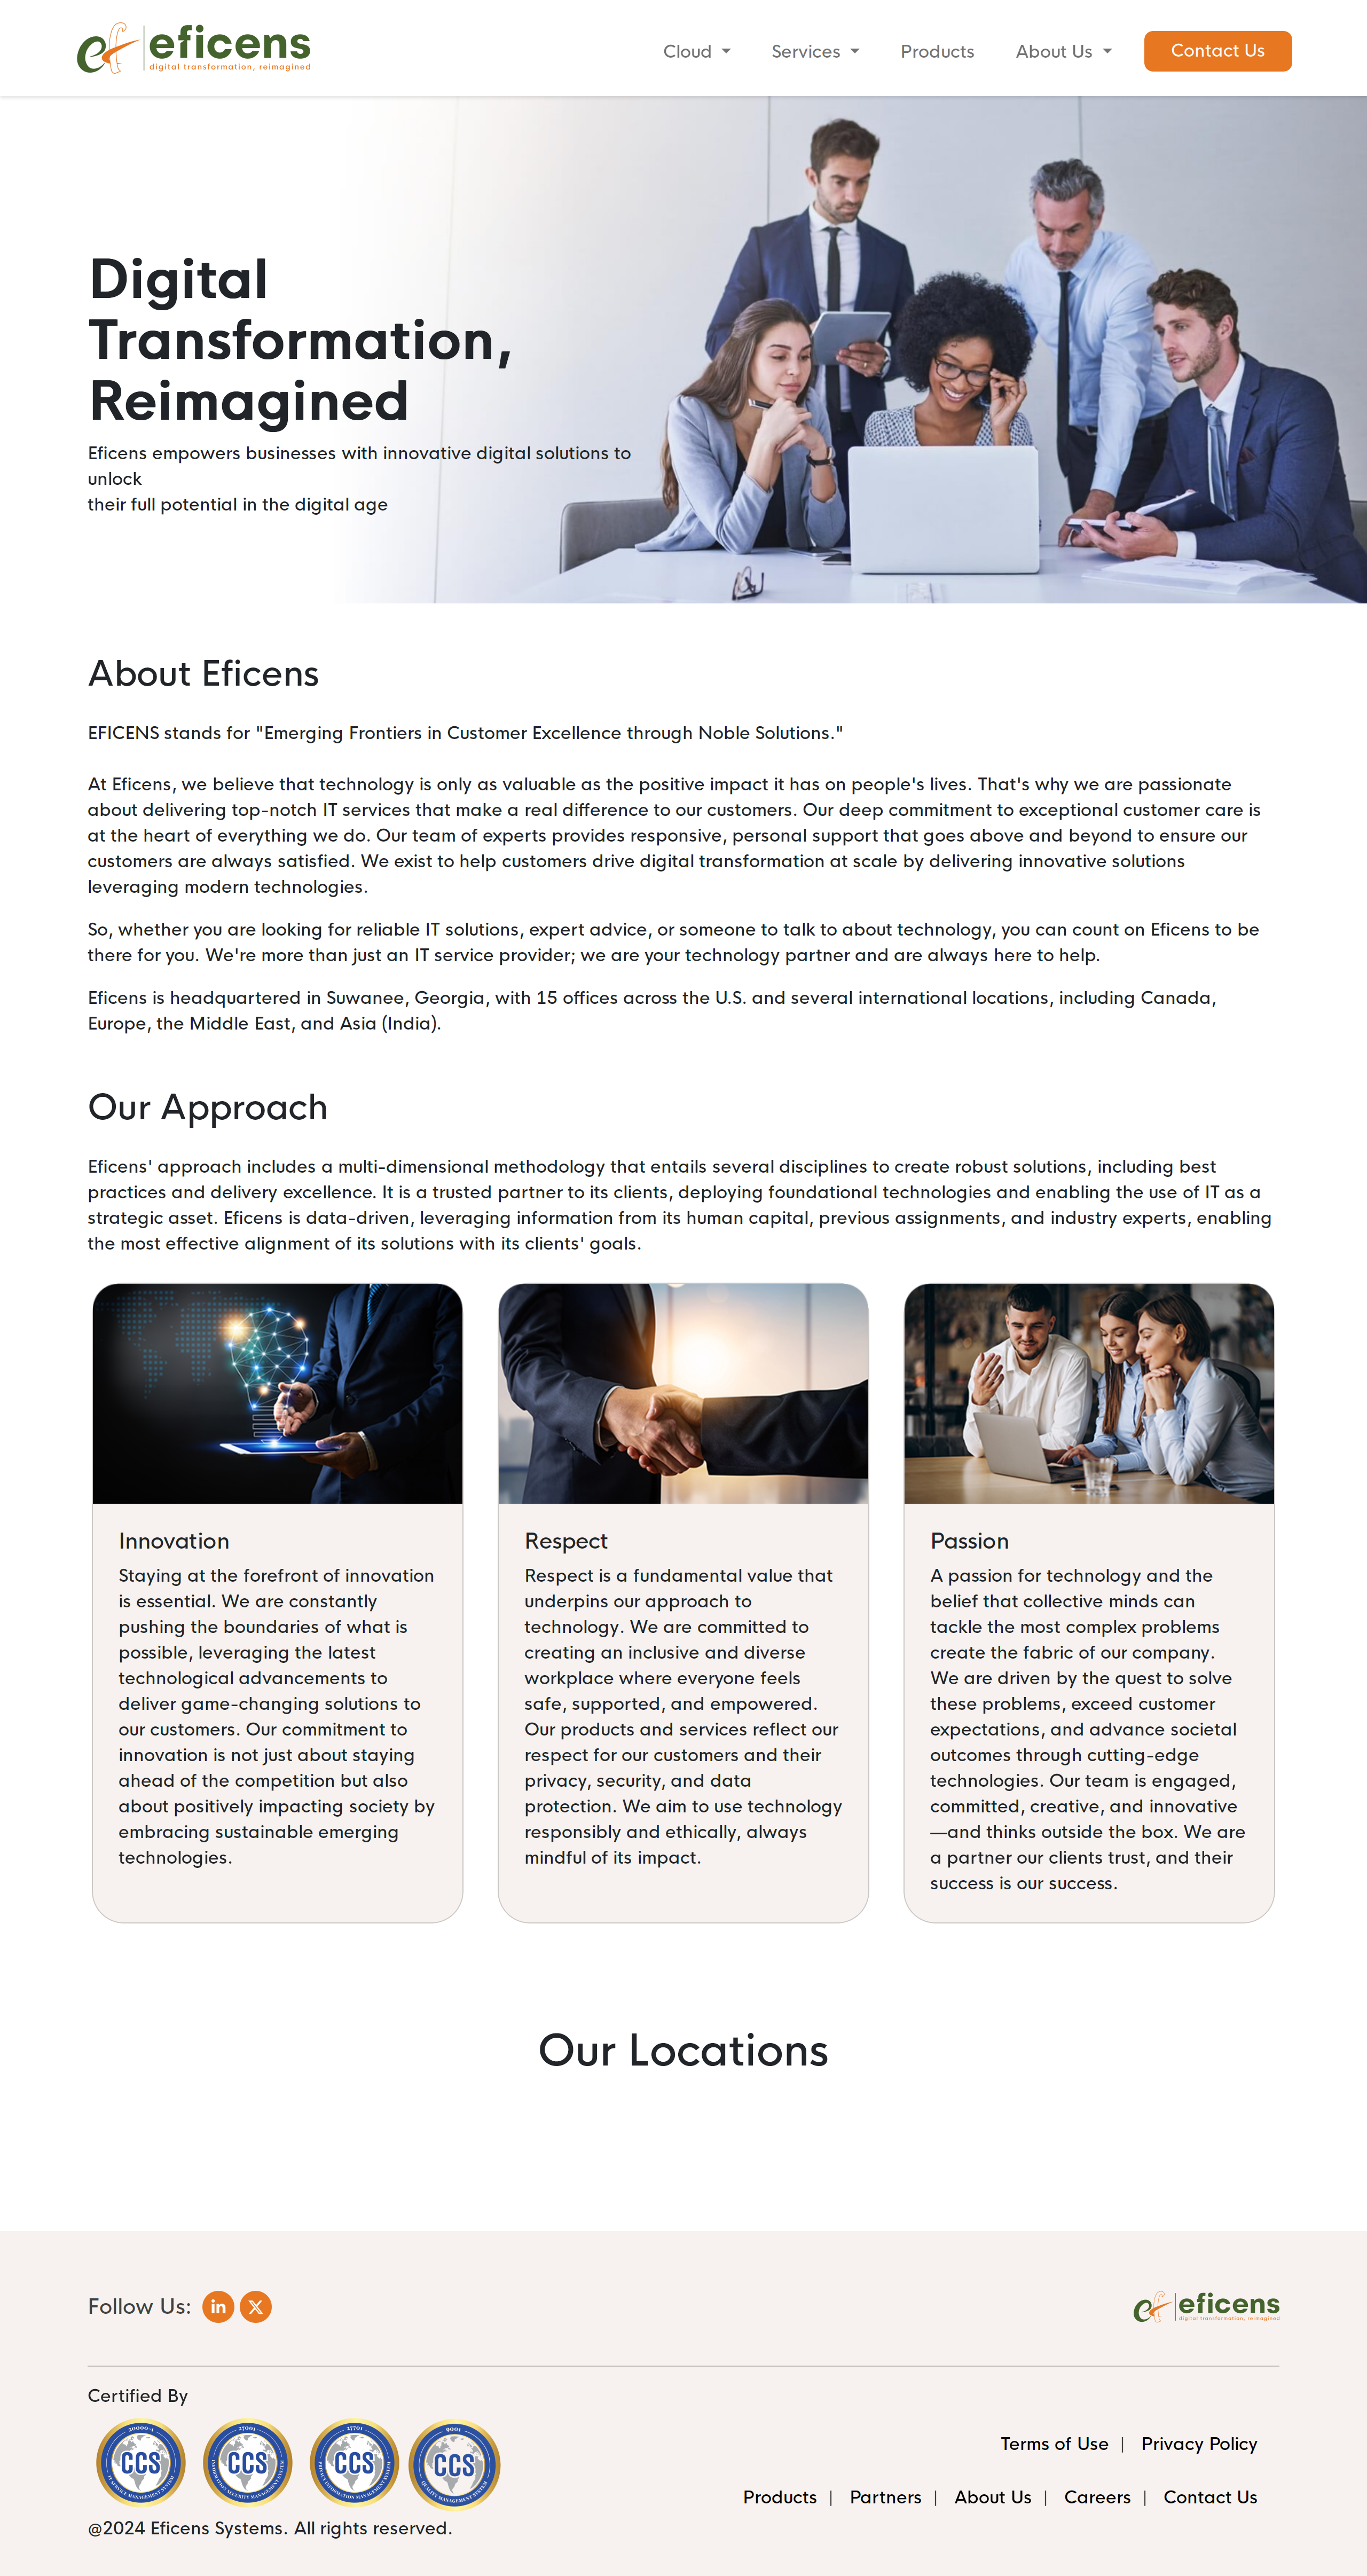 ef eficens
digital transformation, reimagined
Cloud
Services
Products
About Us
Contact Us
Digital
Transformation,
Reimagined
Eficens empowers businesses with innovative digital solutions to
unlock
their full potential in the digital age
About Eficens
EFICENS stands for "Emerging Frontiers in Customer Excellence through Noble Solutions."
At Eficens, we believe that technology is only as valuable as the positive impact it has on people's lives. That's why we are passionate
about delivering top-notch IT services that make a real difference to our customers. Our deep commitment to exceptional customer care is
at the heart of everything we do. Our team of experts provides responsive, personal support that goes above and beyond to ensure our
customers are always satisfied. We exist to help customers drive digital transformation at scale by delivering innovative solutions
leveraging modern technologies.
So, whether you are looking for reliable IT solutions, expert advice, or someone to talk to about technology, you can count on Eficens to be
there for you. We're more than just an IT service provider; we are your technology partner and are always here to help.
Eficens is headquartered in Suwanee, Georgia, with 15 offices across the U.S. and several international locations, including Canada,
Europe, the Middle East, and Asia (India).
Our Approach
Eficens' approach includes a multi-dimensional methodology that entails several disciplines to create robust solutions, including best
practices and delivery excellence. It is a trusted partner to its clients, deploying foundational technologies and enabling the use of IT as a
strategic asset. Eficens is data-driven, leveraging information from its human capital, previous assignments, and industry experts, enabling
the most effective alignment of its solutions with its clients' goals.
Innovation
Staying at the forefront of innovation
is essential. We are constantly
pushing the boundaries of what is
possible, leveraging the latest
technological advancements to
deliver game-changing solutions to
our customers. Our commitment to
innovation is not just about staying
ahead of the competition but also
about positively impacting society by
embracing sustainable emerging
technologies.
Respect
Respect is a fundamental value that
underpins our approach to
technology. We are committed to
creating an inclusive and diverse
workplace where everyone feels
safe, supported, and empowered.
Our products and services reflect our
respect for our customers and their
privacy, security, and data
protection. We aim to use technology
responsibly and ethically, always
mindful of its impact.
Passion
A passion for technology and the
belief that collective minds can
tackle the most complex problems
create the fabric of our company.
We are driven by the quest to solve
these problems, exceed customer
expectations, and advance societal
outcomes through cutting-edge
technologies. Our team is engaged,
committed, creative, and innovative
—and thinks outside the box. We are
a partner our clients trust, and their
success is our success.
Our Locations
Follow Us: in X
ef eficens
digital transformation, reimagined
Certified By
20000-1
CCS
IT SERVICE MANAGEMENT SYSTEM
27001
CCS
INFORMATION SECURITY MANAGEMENT SYSTEM
27701
CCS
PRIVACY INFORMATION MANAGEMENT SYSTEM
9001
CCS
QUALITY MANAGEMENT SYSTEM
Terms of Use | Privacy Policy
Products | Partners | About Us | Careers | Contact Us
@2024 Eficens Systems. All rights reserved.